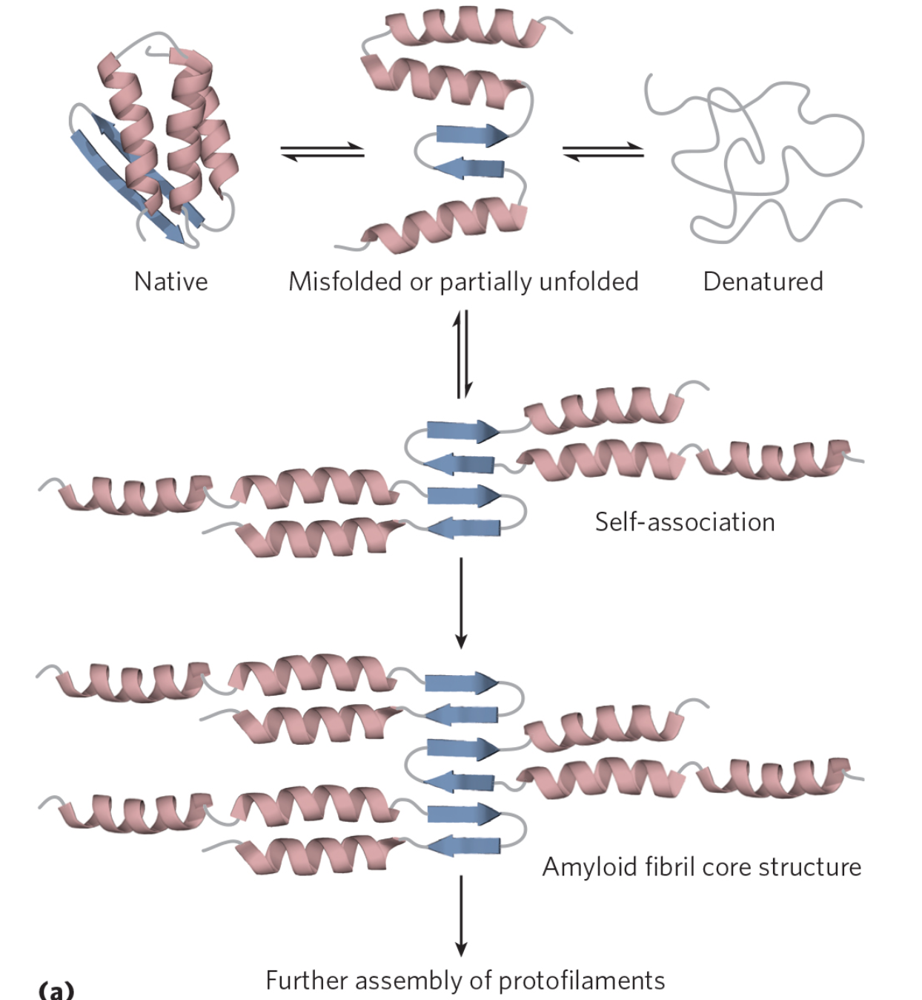 Native
Misfolded or partially unfolded
Denatured
Self-association
Amyloid fibril core structure
Further assembly of protofilaments
(a)